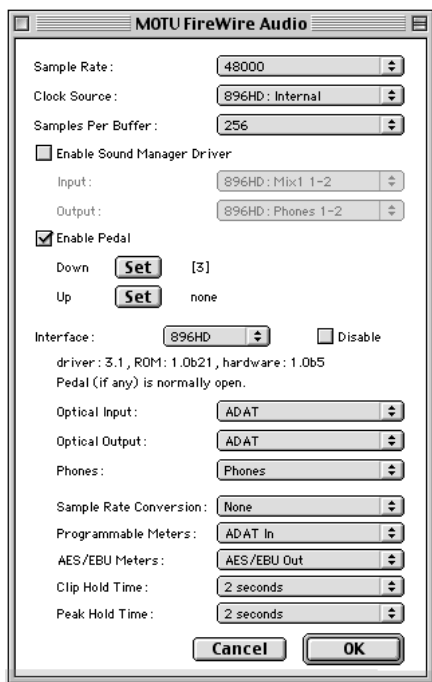 MOTU FireWire Audio
Sample Rate: 48000
Clock Source: 896HD: Internal
Samples Per Buffer: 256
Enable Sound Manager Driver
Input: 896HD: Mix1 1-2
Output: 896HD: Phones 1-2
Enable Pedal
Down Set [3]
Up Set none
Interface: 896HD Disable
driver: 3.1, ROM: 1.0b21, hardware: 1.0b5
Pedal (if any) is normally open.
Optical Input: ADAT
Optical Output: ADAT
Phones: Phones
Sample Rate Conversion: None
Programmable Meters: ADAT In
AES/EBU Meters: AES/EBU Out
Clip Hold Time: 2 seconds
Peak Hold Time: 2 seconds
Cancel OK